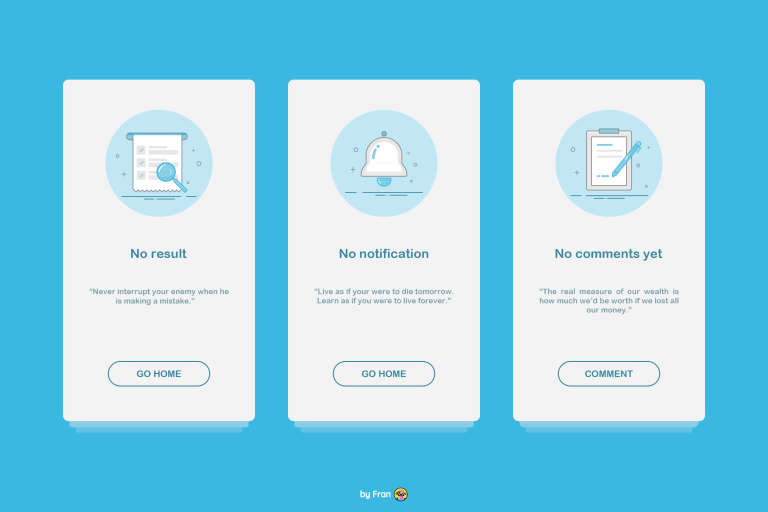 No result
"Never interrupt your enemy when he
is making a mistake."
GO HOME
No notification
"Live as if your were to die tomorrow.
Learn as if you were to live forever."
GO HOME
No comments yet
"The real measure of our wealth is
how much we'd be worth if we lost all
our money."
COMMENT
by Fran